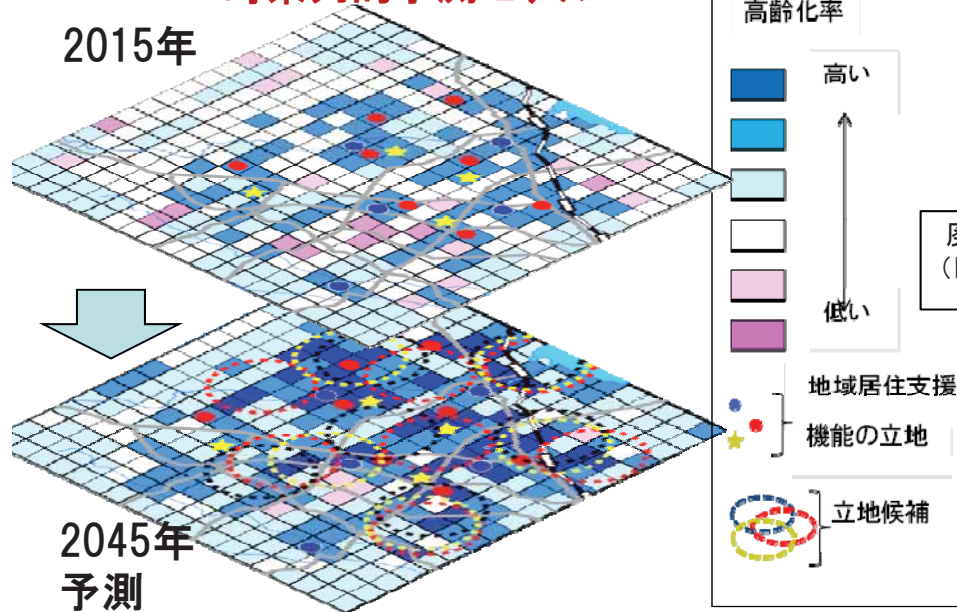 2015年
2045年
予測
高齢化率
高い
低い
地域居住支援
機能の立地
立地候補